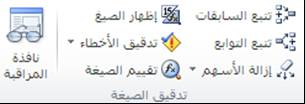 تتبع السابقات
تتبع التوابع
إزالة الأسهم
إظهار الصيغ
تدقيق الأخطاء
تقييم الصيغة
نافذة
المراقبة
تدقيق الصيغة